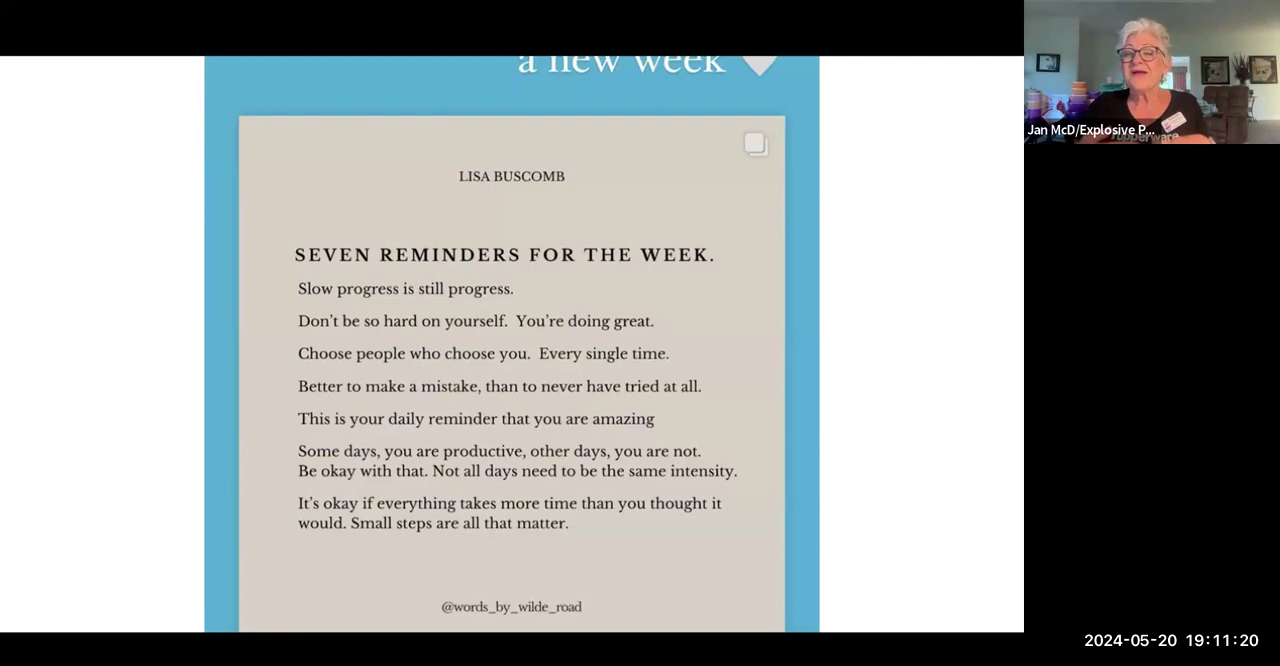 a new week
LISA BUSCOMB
SEVEN REMINDERS FOR THE WEEK.
Slow progress is still progress.
Don't be so hard on yourself.  You're doing great.
Choose people who choose you.  Every single time.
Better to make a mistake, than to never have tried at all.
This is your daily reminder that you are amazing
Some days, you are productive, other days, you are not.
Be okay with that. Not all days need to be the same intensity.
It's okay if everything takes more time than you thought it
would. Small steps are all that matter.
@words_by_wilde_road
Jan McD/Explosive P...
Tupperware
2024-05-20 19:11:20